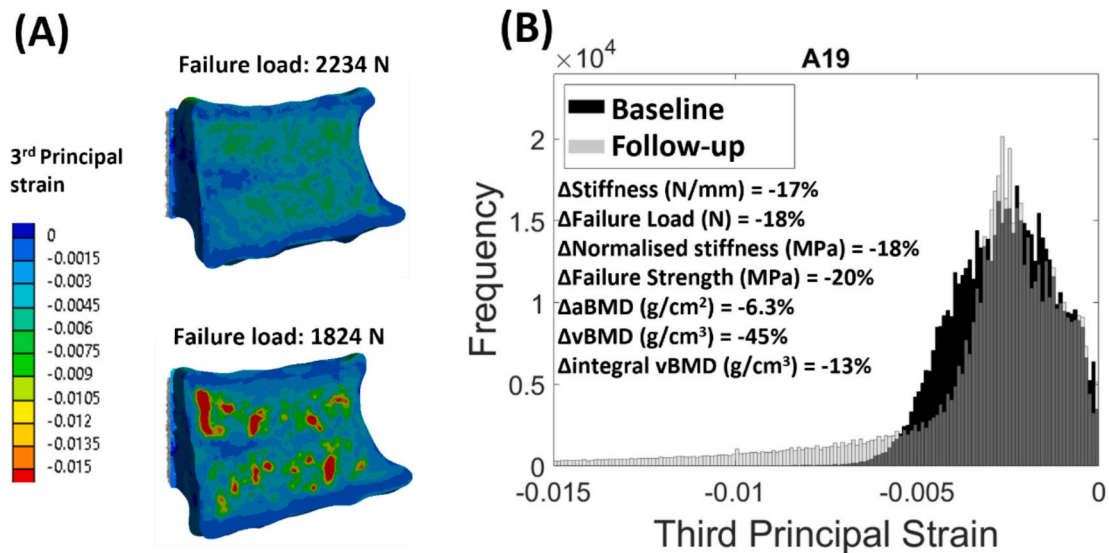 (A)
Failure load: 2234 N
3rd Principal
strain
0
-0.0015
-0.003
-0.0045
-0.006
-0.0075
-0.009
-0.0105
-0.012
-0.0135
-0.015
Failure load: 1824 N
(B)
×10⁴
A19
Baseline
Follow-up
ΔStiffness (N/mm) = -17%
ΔFailure Load (N) = -18%
ΔNormalised stiffness (MPa) = -18%
ΔFailure Strength (MPa) = -20%
ΔaBMD (g/cm²) = -6.3%
ΔvBMD (g/cm³) = -45%
Δintegral vBMD (g/cm³) = -13%
Frequency
2
1.5
1
0.5
0
-0.015
-0.01
-0.005
0
Third Principal Strain